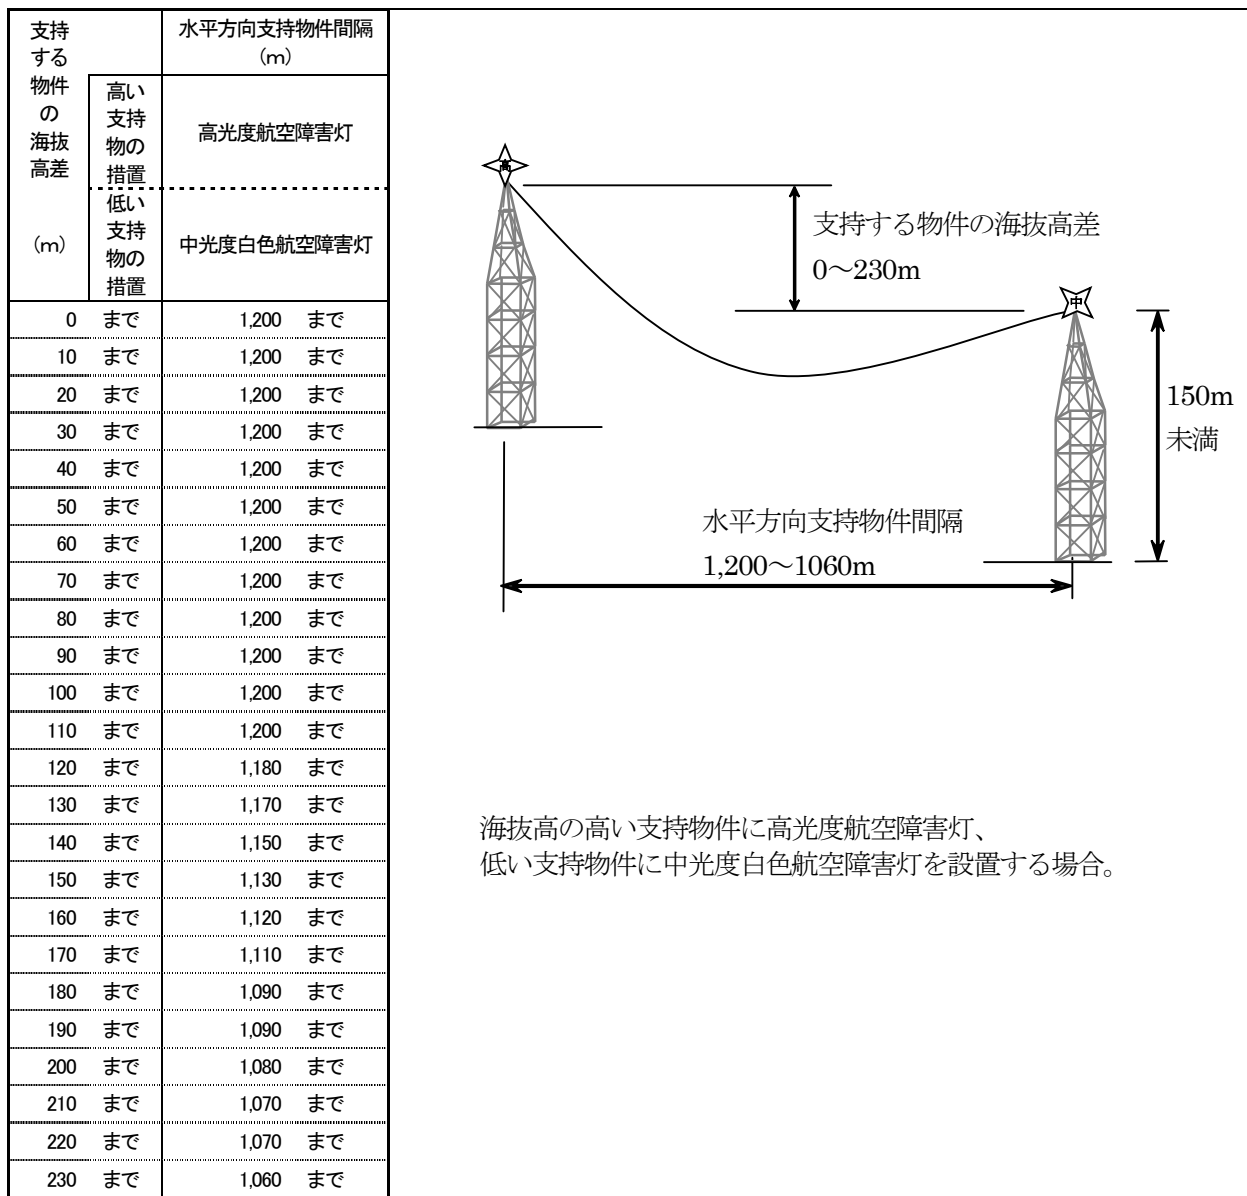 支持
する
物件
の
海抜
高差
(m)
水平方向支持物件間隔
(m)
高い
支持
物の
措置
高光度航空障害灯
低い
支持
物の
措置
中光度白色航空障害灯
0 まで 1,200 まで
10 まで 1,200 まで
20 まで 1,200 まで
30 まで 1,200 まで
40 まで 1,200 まで
50 まで 1,200 まで
60 まで 1,200 まで
70 まで 1,200 まで
80 まで 1,200 まで
90 まで 1,200 まで
100 まで 1,200 まで
110 まで 1,200 まで
120 まで 1,180 まで
130 まで 1,170 まで
140 まで 1,150 まで
150 まで 1,130 まで
160 まで 1,120 まで
170 まで 1,110 まで
180 まで 1,090 まで
190 まで 1,090 まで
200 まで 1,080 まで
210 まで 1,070 まで
220 まで 1,070 まで
230 まで 1,060 まで
高
支持する物件の海抜高差
0～230m
中
150m
未満
水平方向支持物件間隔
1,200～1060m
海抜高の高い支持物件に高光度航空障害灯、
低い支持物件に中光度白色航空障害灯を設置する場合。